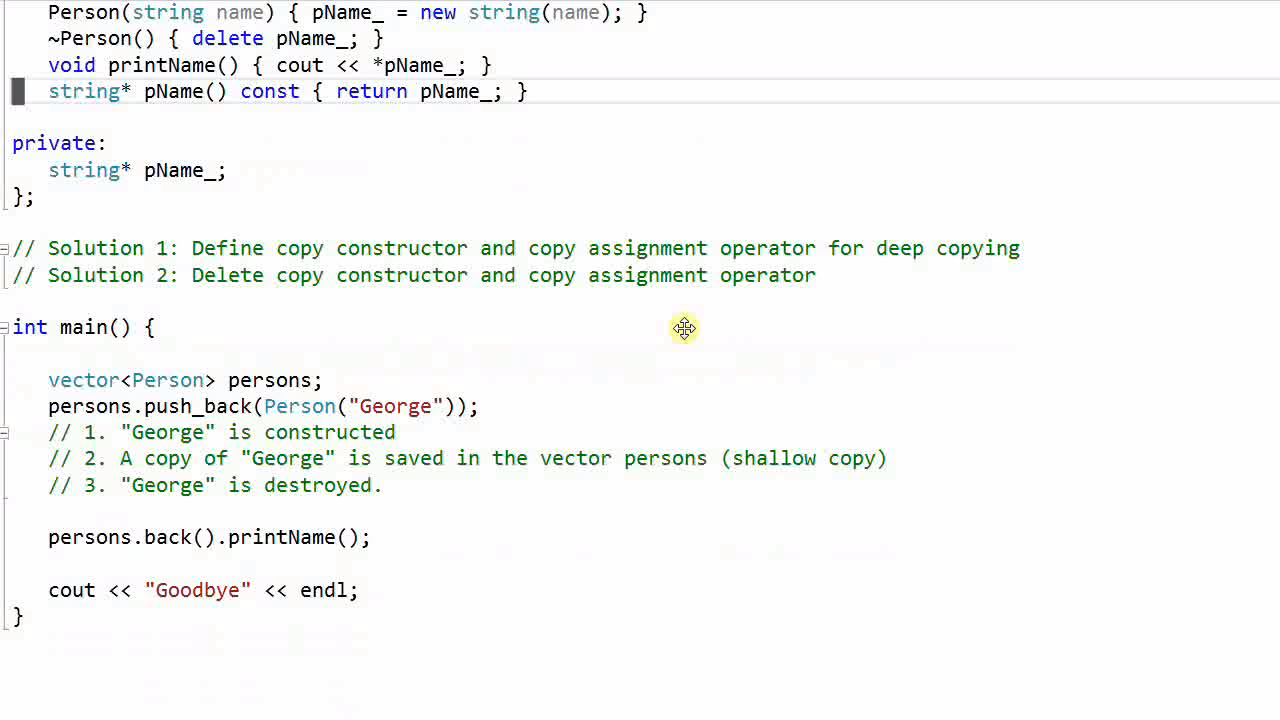 Person(string name) { pName_ = new string(name); }
~Person() { delete pName_; }
void printName() { cout << *pName_; }
string* pName() const { return pName_; }
private:
string* pName_;
};
// Solution 1: Define copy constructor and copy assignment operator for deep copying
// Solution 2: Delete copy constructor and copy assignment operator
int main() {
vector<Person> persons;
persons.push_back(Person("George"));
// 1. "George" is constructed
// 2. A copy of "George" is saved in the vector persons (shallow copy)
// 3. "George" is destroyed.
persons.back().printName();
cout << "Goodbye" << endl;
}